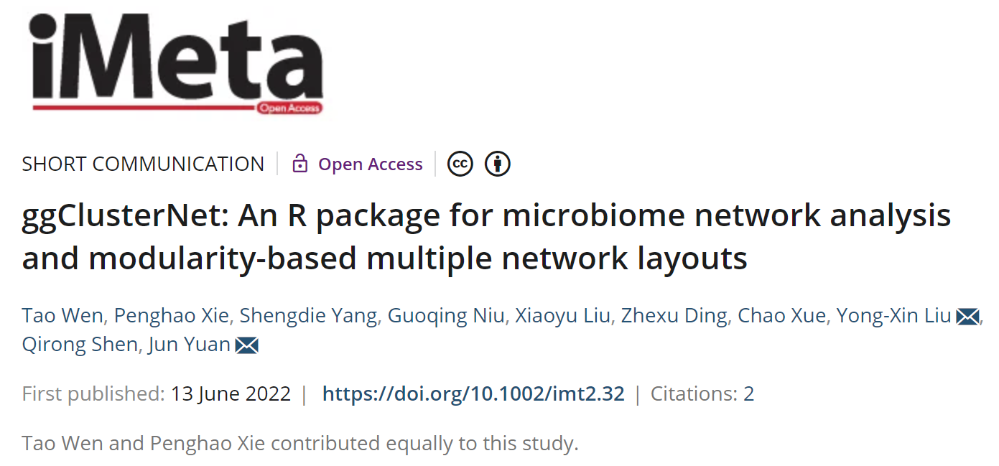 iMeta
Open Access
SHORT COMMUNICATION | Open Access | cc
ggClusterNet: An R package for microbiome network analysis
and modularity-based multiple network layouts
Tao Wen, Penghao Xie, Shengdie Yang, Guoqing Niu, Xiaoyu Liu, Zhexu Ding, Chao Xue, Yong-Xin Liu,
Qirong Shen, Jun Yuan
First published: 13 June 2022 | https://doi.org/10.1002/imt2.32 | Citations: 2
Tao Wen and Penghao Xie contributed equally to this study.